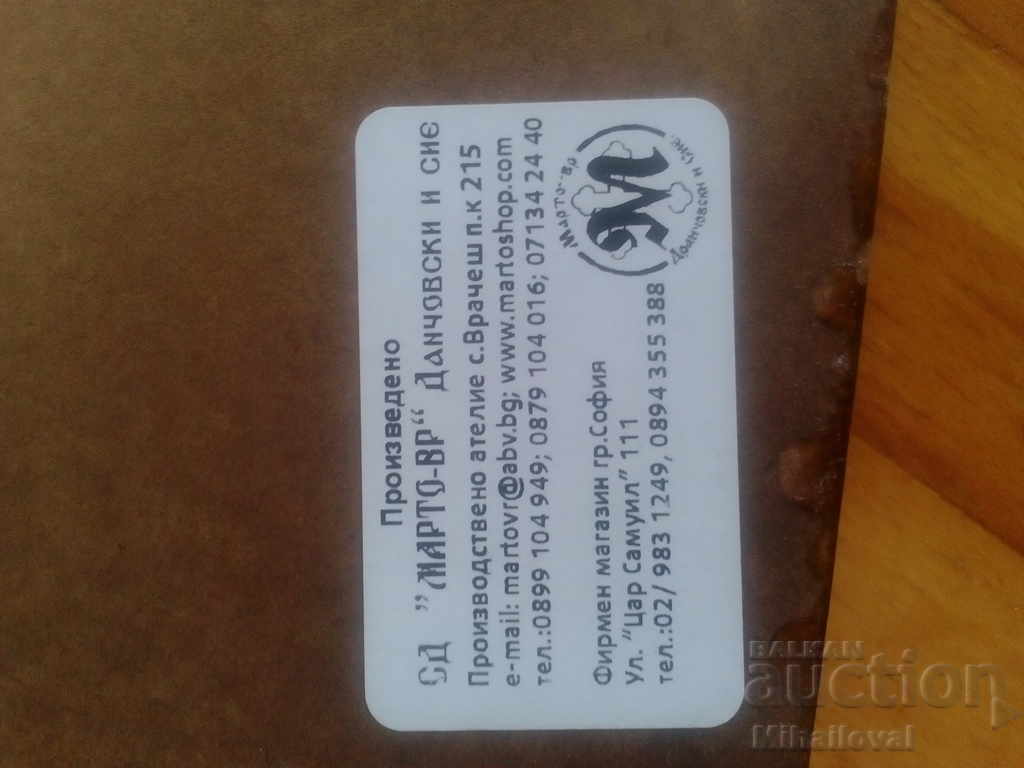 Произведено
СД "МАРТО-ВР" Данчовски и сие
Производствено ателие с.Врачеш п.к 215
e-mail: martovr@abv.bg; www.martoshop.com
тел.:0899 104 949; 0879 104 016; 07134 24 40
Фирмен магазин гр.София
Ул. "Цар Самуил" 111
тел.:02/ 983 1249, 0894 355 388
Марто-Вр
М
Данчовски и Сие
BALKAN
auction
Mihailoval